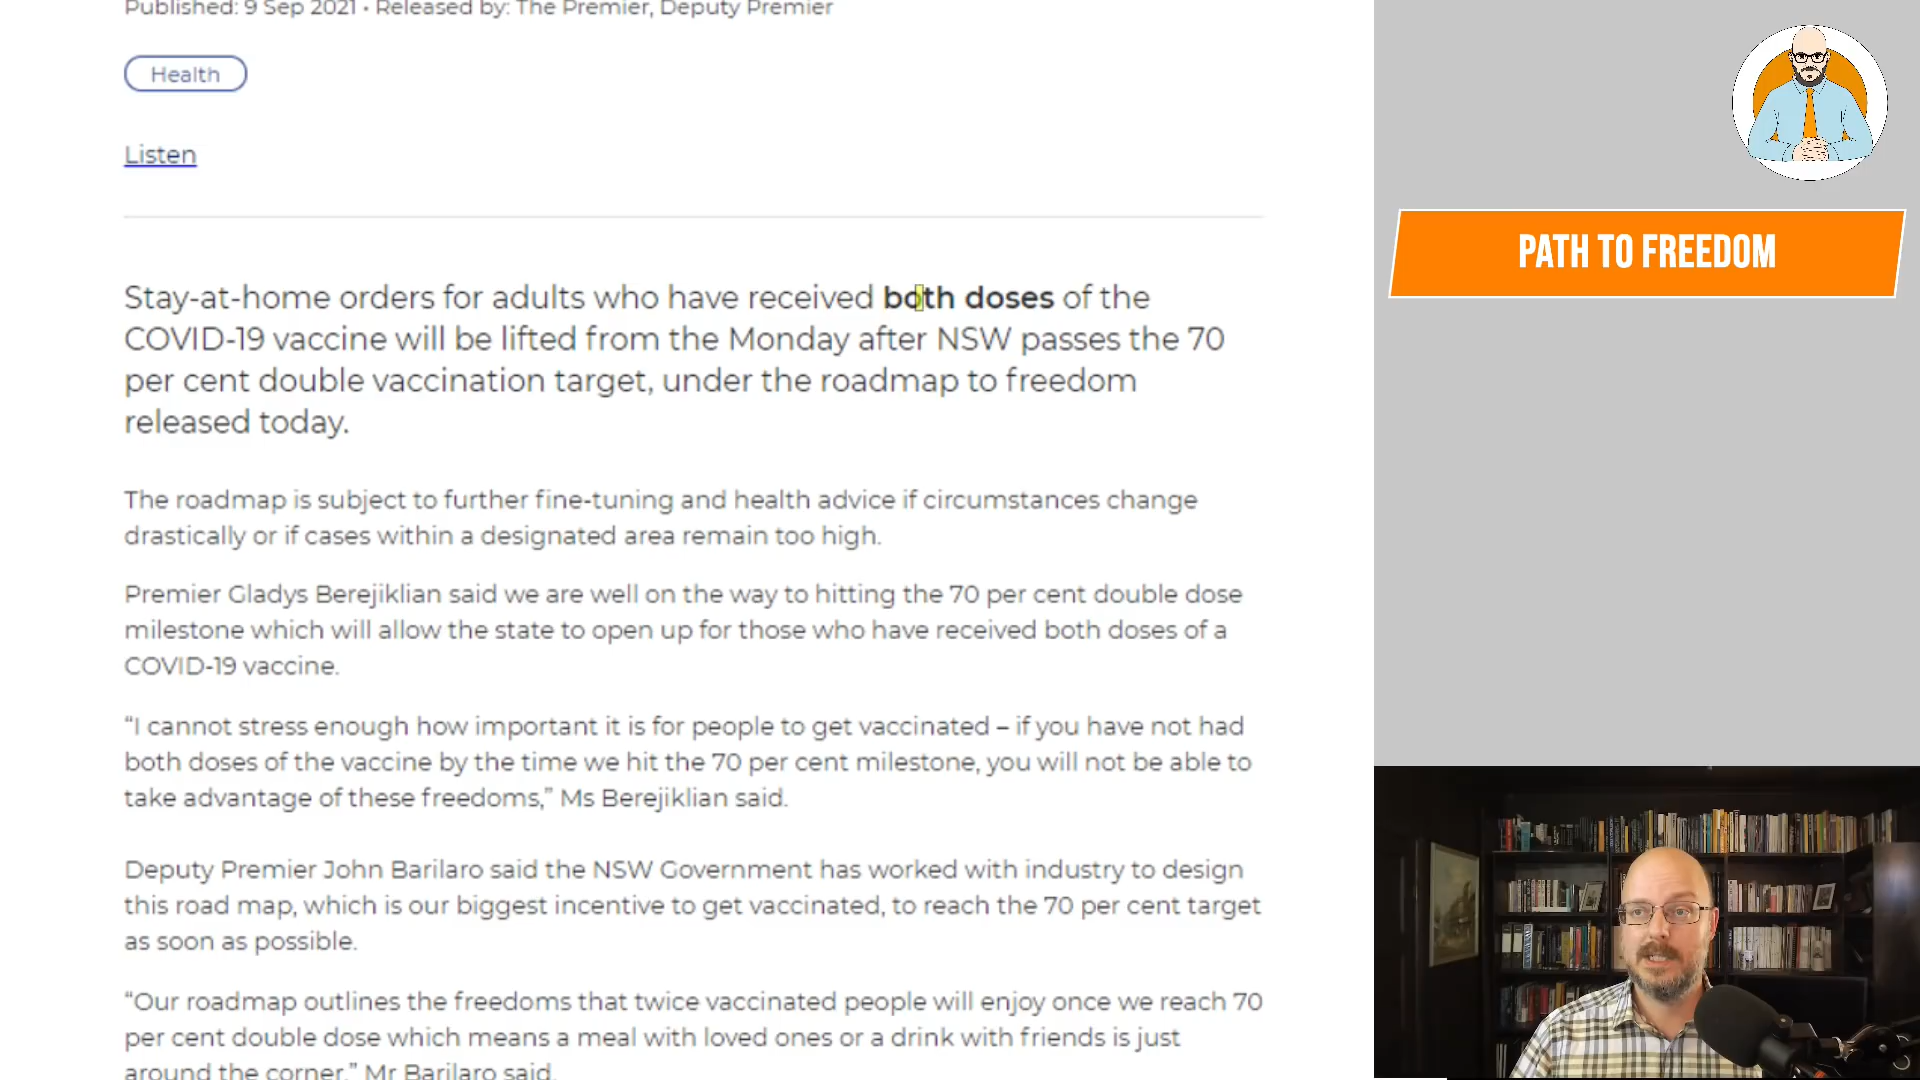 Published: 9 Sep 2021 • Released by: The Premier, Deputy Premier
Health
Listen
Stay-at-home orders for adults who have received both doses of the
COVID-19 vaccine will be lifted from the Monday after NSW passes the 70
per cent double vaccination target, under the roadmap to freedom
released today.
The roadmap is subject to further fine-tuning and health advice if circumstances change
drastically or if cases within a designated area remain too high.
Premier Gladys Berejiklian said we are well on the way to hitting the 70 per cent double dose
milestone which will allow the state to open up for those who have received both doses of a
COVID-19 vaccine.
“I cannot stress enough how important it is for people to get vaccinated – if you have not had
both doses of the vaccine by the time we hit the 70 per cent milestone, you will not be able to
take advantage of these freedoms,” Ms Berejiklian said.
Deputy Premier John Barilaro said the NSW Government has worked with industry to design
this road map, which is our biggest incentive to get vaccinated, to reach the 70 per cent target
as soon as possible.
“Our roadmap outlines the freedoms that twice vaccinated people will enjoy once we reach 70
per cent double dose which means a meal with loved ones or a drink with friends is just
around the corner,” Mr Barilaro said.
PATH TO FREEDOM